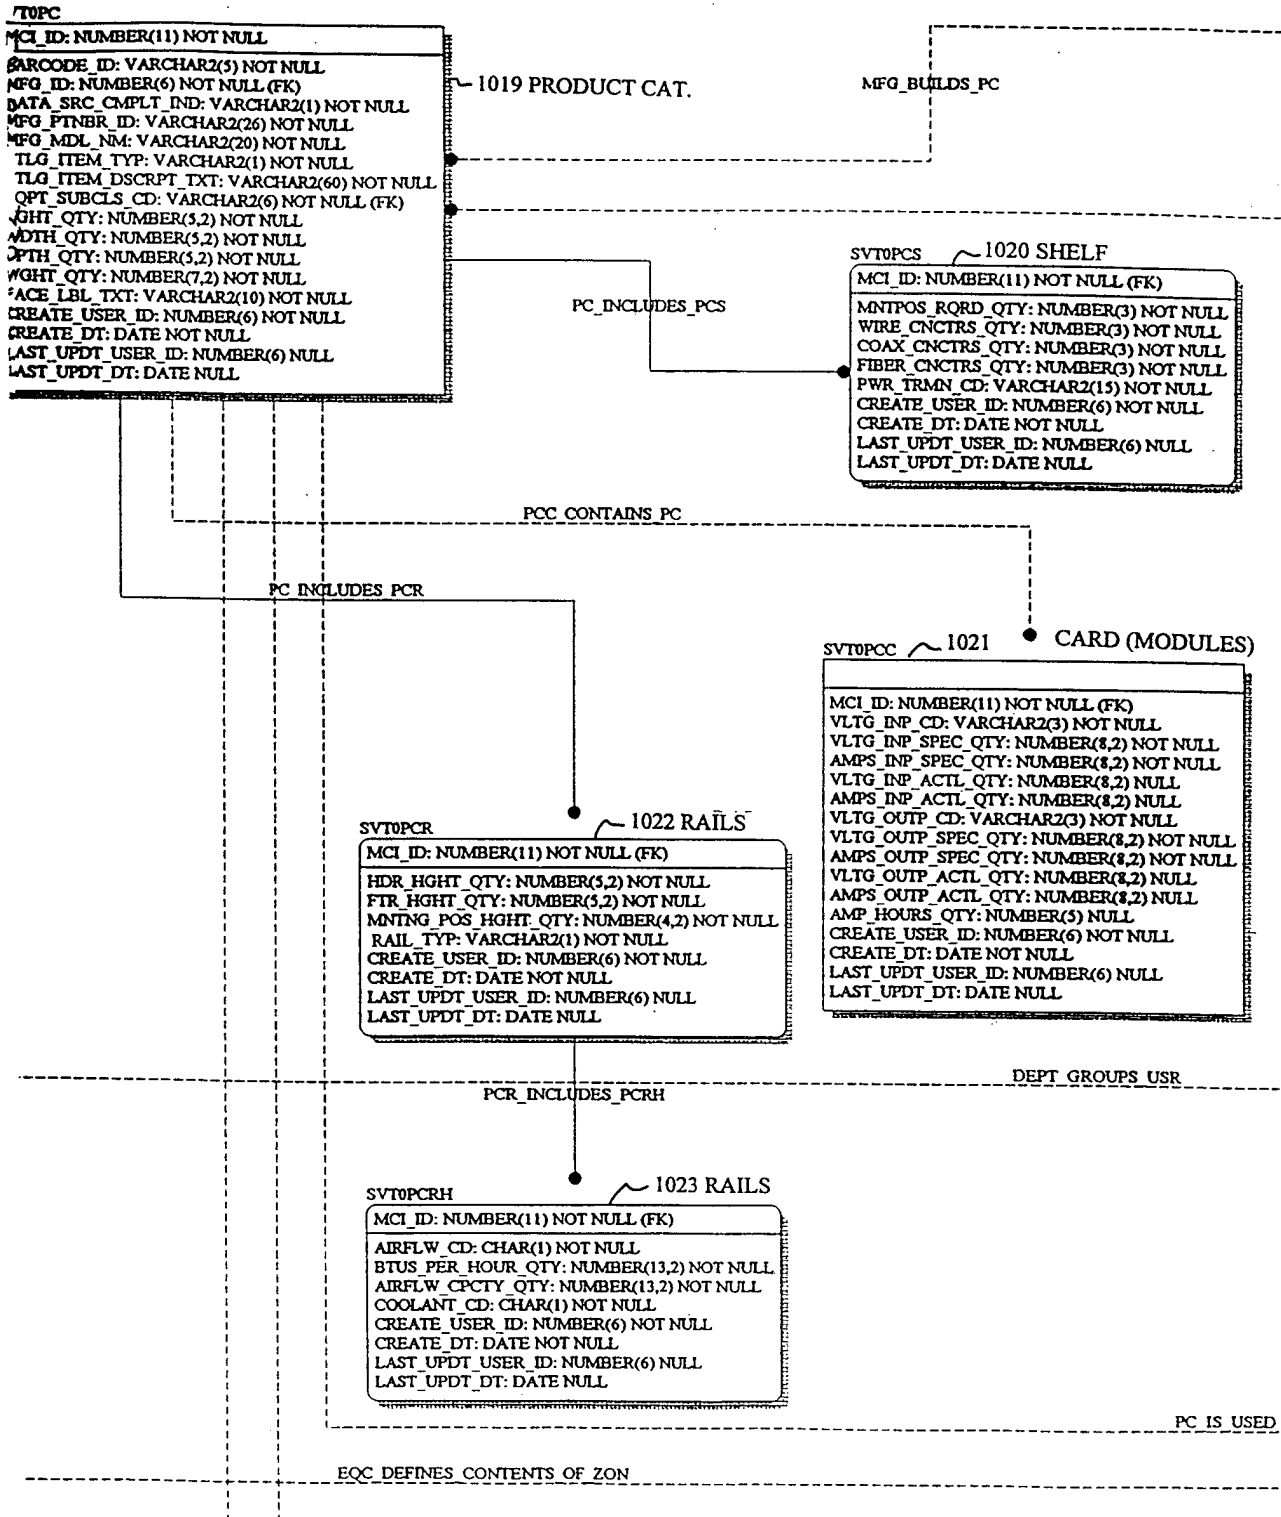 T0PC
MCI_ID: NUMBER(11) NOT NULL
BARCODE_ID: VARCHAR2(5) NOT NULL
MFG_ID: NUMBER(6) NOT NULL (FK)
DATA_SRC_CMPLT_IND: VARCHAR2(1) NOT NULL
MFG_PTNBR_ID: VARCHAR2(26) NOT NULL
MFG_MDL_NM: VARCHAR2(20) NOT NULL
TLG_ITEM_TYP: VARCHAR2(1) NOT NULL
TLG_ITEM_DSCRPT_TXT: VARCHAR2(60) NOT NULL
QPT_SUBCLS_CD: VARCHAR2(6) NOT NULL (FK)
GHT_QTY: NUMBER(5,2) NOT NULL
WDTH_QTY: NUMBER(5,2) NOT NULL
DPTH_QTY: NUMBER(5,2) NOT NULL
WGHT_QTY: NUMBER(7,2) NOT NULL
FACE_LBL_TXT: VARCHAR2(10) NOT NULL
CREATE_USER_ID: NUMBER(6) NOT NULL
CREATE_DT: DATE NOT NULL
LAST_UPDT_USER_ID: NUMBER(6) NULL
LAST_UPDT_DT: DATE NULL
1019 PRODUCT CAT.
MFG_BUILDS_PC
PC_INCLUDES_PCS
SVT0PCS
1020 SHELF
MCI_ID: NUMBER(11) NOT NULL (FK)
MNTPOS_RQRD_QTY: NUMBER(3) NOT NULL
WIRE_CNCTRS_QTY: NUMBER(3) NOT NULL
COAX_CNCTRS_QTY: NUMBER(3) NOT NULL
FIBER_CNCTRS_QTY: NUMBER(3) NOT NULL
PWR_TRMN_CD: VARCHAR2(15) NOT NULL
CREATE_USER_ID: NUMBER(6) NOT NULL
CREATE_DT: DATE NOT NULL
LAST_UPDT_USER_ID: NUMBER(6) NULL
LAST_UPDT_DT: DATE NULL
PCC_CONTAINS_PC
PC_INCLUDES_PCR
SVT0PCC
1021
CARD (MODULES)
MCI_ID: NUMBER(11) NOT NULL (FK)
VLTG_INP_CD: VARCHAR2(3) NOT NULL
VLTG_INP_SPEC_QTY: NUMBER(8,2) NOT NULL
AMPS_INP_SPEC_QTY: NUMBER(8,2) NOT NULL
VLTG_INP_ACTL_QTY: NUMBER(8,2) NULL
AMPS_INP_ACTL_QTY: NUMBER(8,2) NULL
VLTG_OUTP_CD: VARCHAR2(3) NOT NULL
VLTG_OUTP_SPEC_QTY: NUMBER(8,2) NOT NULL
AMPS_OUTP_SPEC_QTY: NUMBER(8,2) NOT NULL
VLTG_OUTP_ACTL_QTY: NUMBER(8,2) NULL
AMPS_OUTP_ACTL_QTY: NUMBER(8,2) NULL
AMP_HOURS_QTY: NUMBER(5) NULL
CREATE_USER_ID: NUMBER(6) NOT NULL
CREATE_DT: DATE NOT NULL
LAST_UPDT_USER_ID: NUMBER(6) NULL
LAST_UPDT_DT: DATE NULL
SVT0PCR
1022 RAILS
MCI_ID: NUMBER(11) NOT NULL (FK)
HDR_HGHT_QTY: NUMBER(5,2) NOT NULL
FTR_HGHT_QTY: NUMBER(5,2) NOT NULL
MNTNG_POS_HGHT_QTY: NUMBER(4,2) NOT NULL
RAIL_TYP: VARCHAR2(1) NOT NULL
CREATE_USER_ID: NUMBER(6) NOT NULL
CREATE_DT: DATE NOT NULL
LAST_UPDT_USER_ID: NUMBER(6) NULL
LAST_UPDT_DT: DATE NULL
DEPT_GROUPS_USR
PCR_INCLUDES_PCRH
SVT0PCRH
1023 RAILS
MCI_ID: NUMBER(11) NOT NULL (FK)
AIRFLW_CD: CHAR(1) NOT NULL
BTUS_PER_HOUR_QTY: NUMBER(13,2) NOT NULL
AIRFLW_CPCTY_QTY: NUMBER(13,2) NOT NULL
COOLANT_CD: CHAR(1) NOT NULL
CREATE_USER_ID: NUMBER(6) NOT NULL
CREATE_DT: DATE NOT NULL
LAST_UPDT_USER_ID: NUMBER(6) NULL
LAST_UPDT_DT: DATE NULL
PC_IS_USED
EQC_DEFINES_CONTENTS_OF_ZON